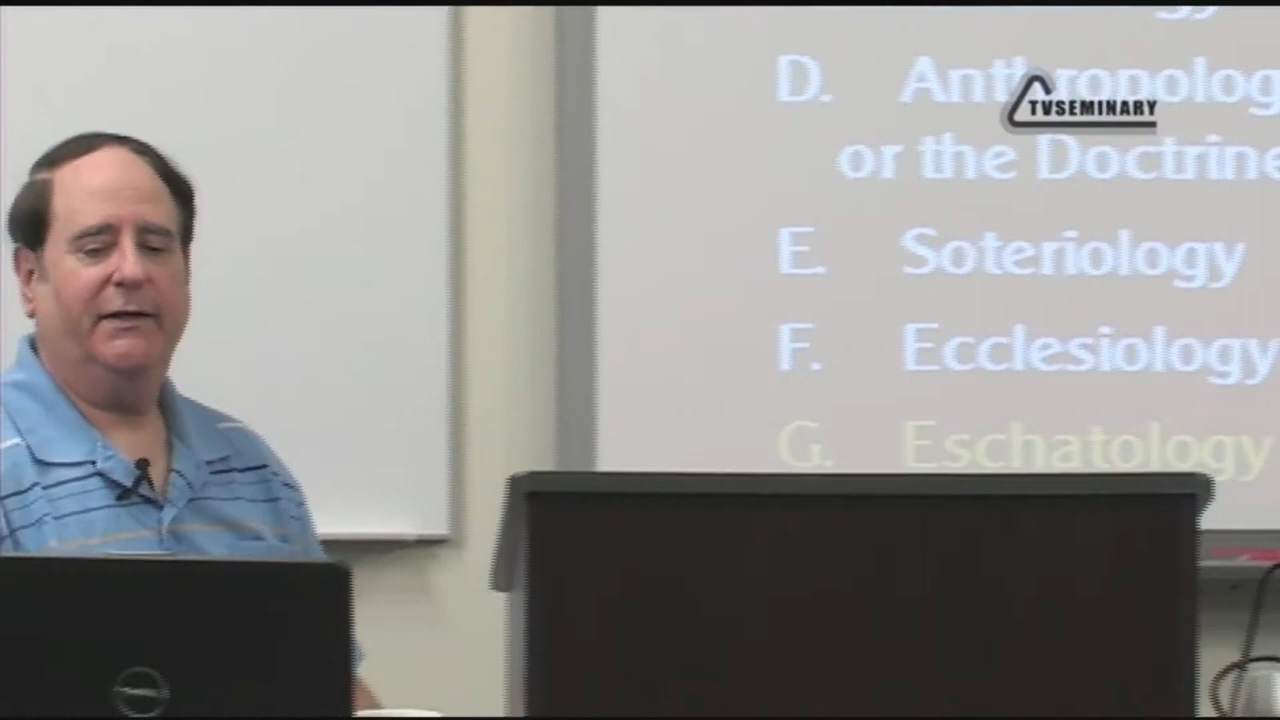 D. Anthropolog
TVSEMINARY
or the Doctrine
E. Soteriology
F. Ecclesiology
G. Eschatology